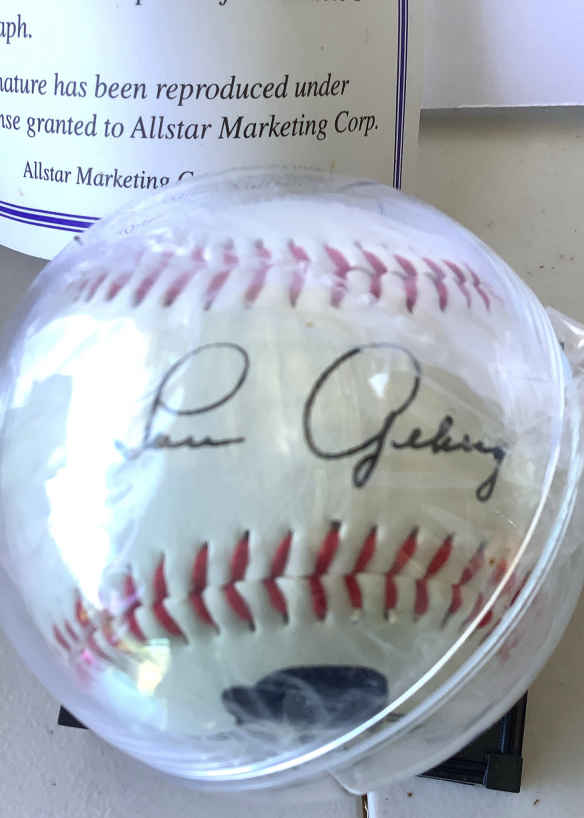 aph.
nature has been reproduced under
nse granted to Allstar Marketing Corp.
Allstar Marketing C
Lou Gehrig